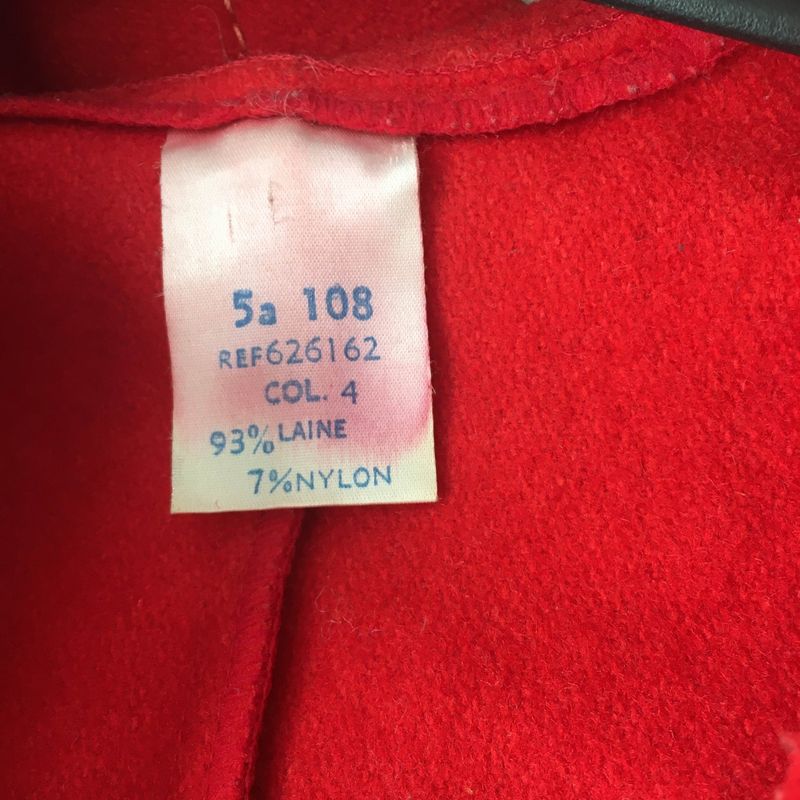 5a 108
REF626162
COL. 4
93% LAINE
7% NYLON